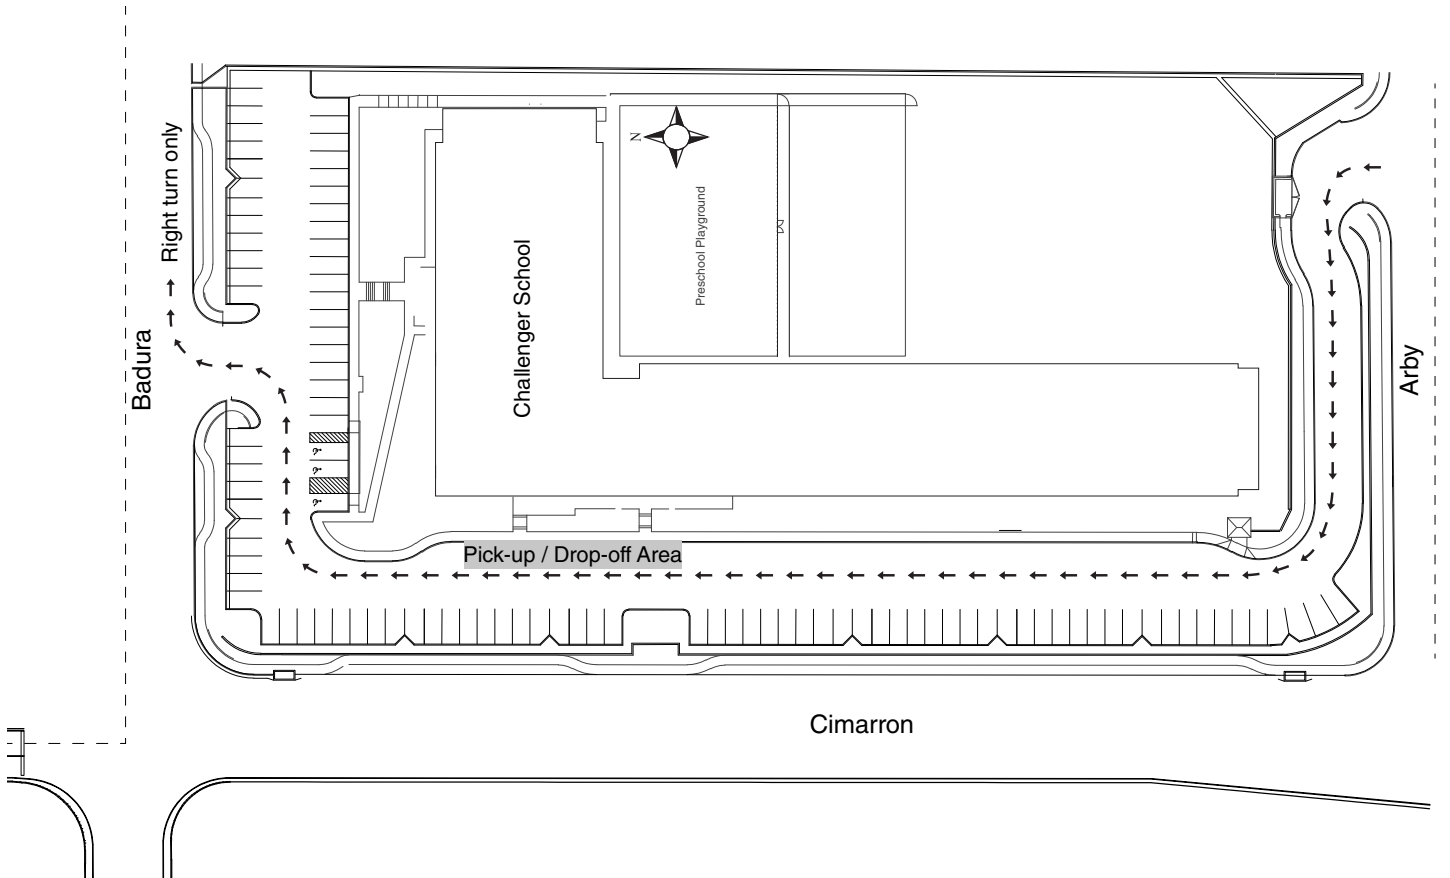 Right turn only
Badura
N
Challenger School
Preschool Playground
Arby
Pick-up / Drop-off Area
Cimarron